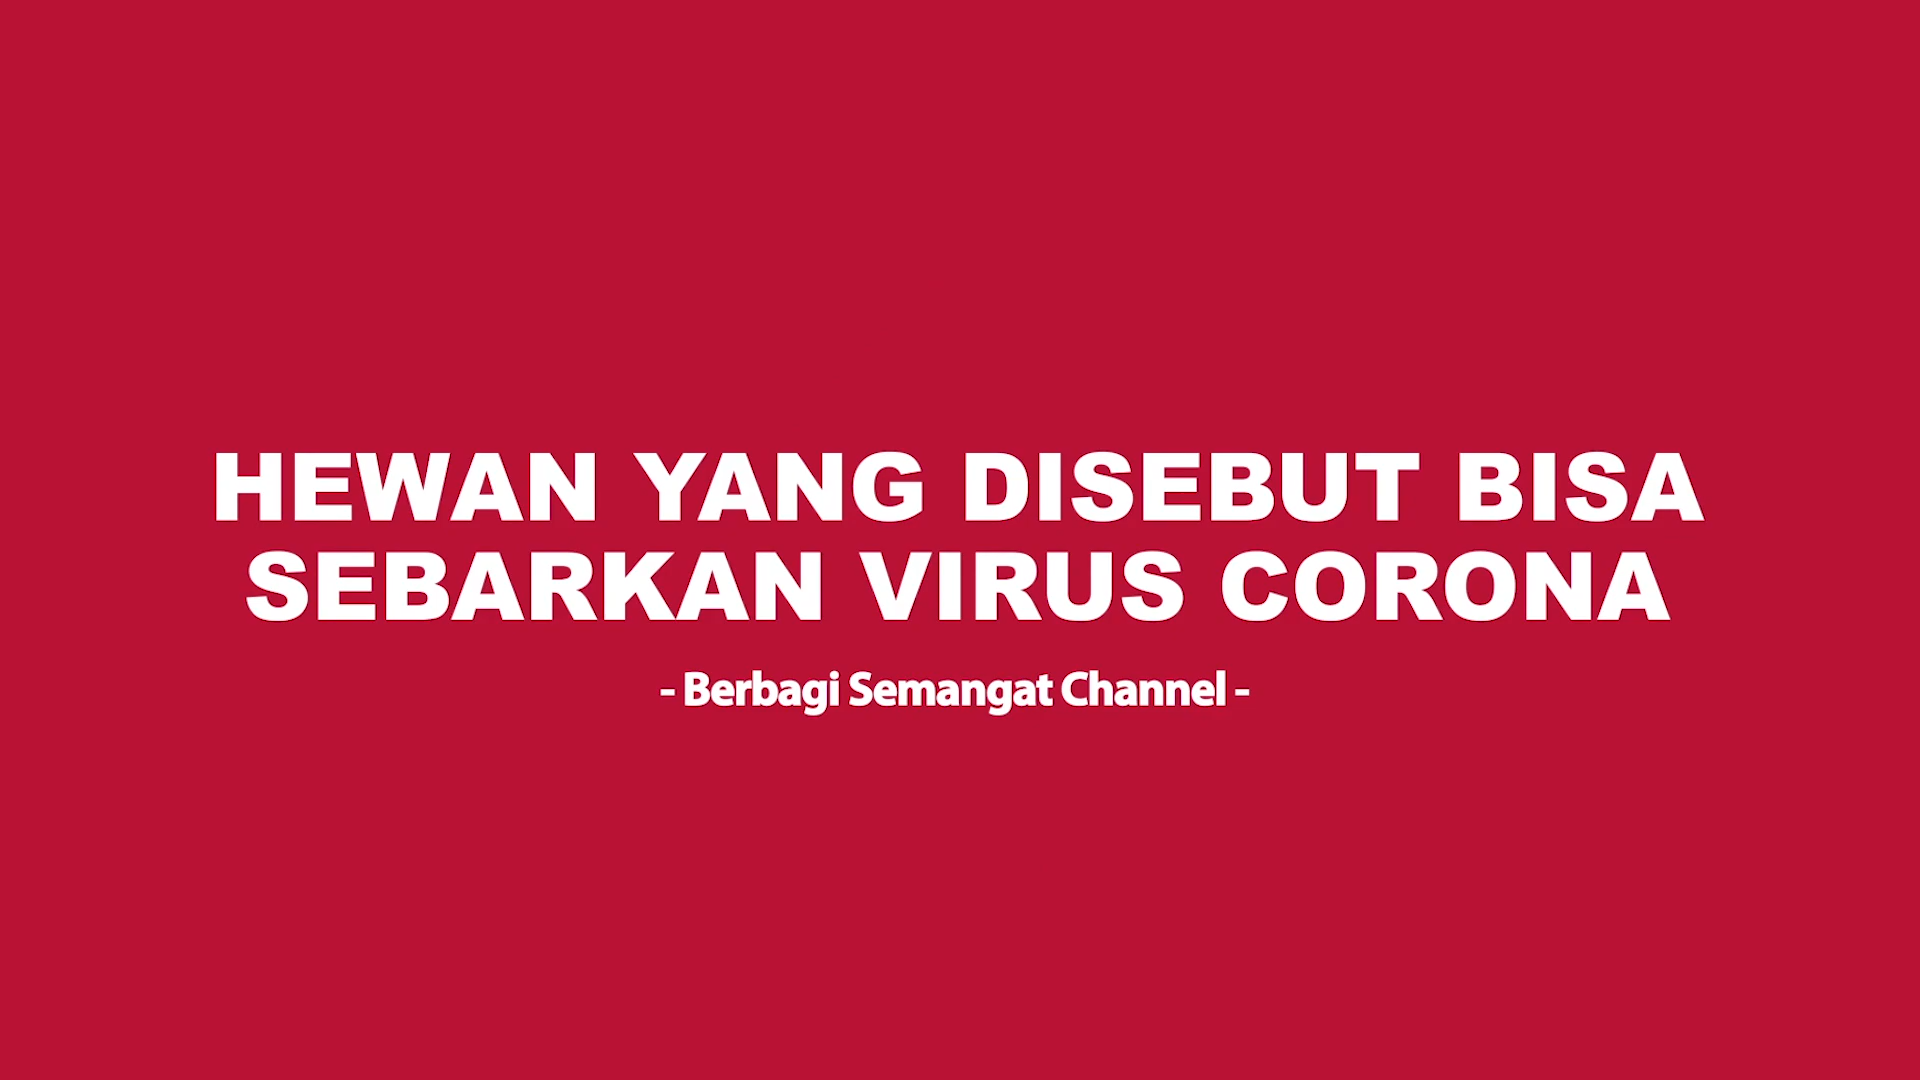 HEWAN YANG DISEBUT BISA
SEBARKAN VIRUS CORONA
- Berbagi Semangat Channel -